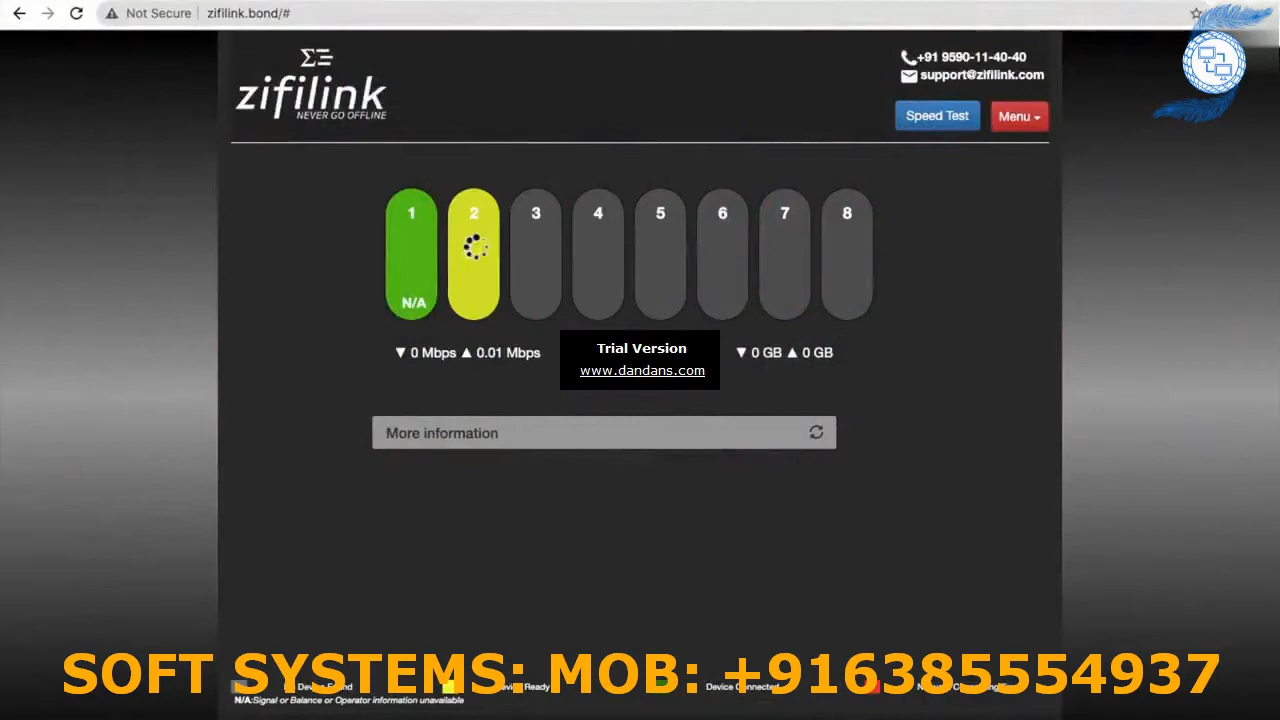 Not Secure
zifilink.bond/#
zifilink
NEVER GO OFFLINE
+91 9590-11-40-40
support@zifilink.com
Speed Test
Menu
1
2
3
4
5
6
7
8
N/A
▼ 0 Mbps ▲ 0.01 Mbps
▼ 0 GB ▲ 0 GB
Trial Version
www.dandans.com
More information
SOFT SYSTEMS: MOB: +916385554937
Device Connected
N/A:Signal or Balance or Operator information unavailable